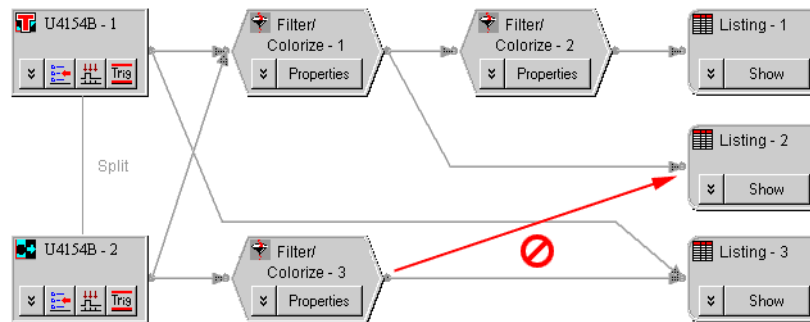 U4154B - 1
Trig
Filter/
Colorize - 1
Properties
Filter/
Colorize - 2
Properties
Listing - 1
Show
Split
Listing - 2
Show
U4154B - 2
Trig
Filter/
Colorize - 3
Properties
Listing - 3
Show